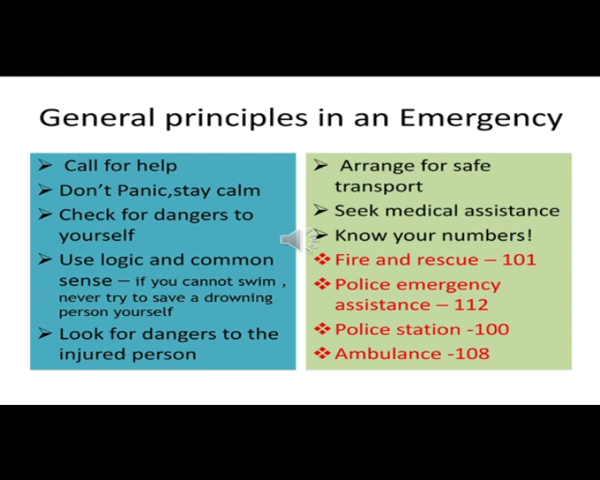 General principles in an Emergency
Call for help
Don't Panic,stay calm
Check for dangers to
yourself
Use logic and common
sense – if you cannot swim ,
never try to save a drowning
person yourself
Look for dangers to the
injured person
Arrange for safe
transport
Seek medical assistance
Know your numbers!
Fire and rescue – 101
Police emergency
assistance – 112
Police station -100
Ambulance -108